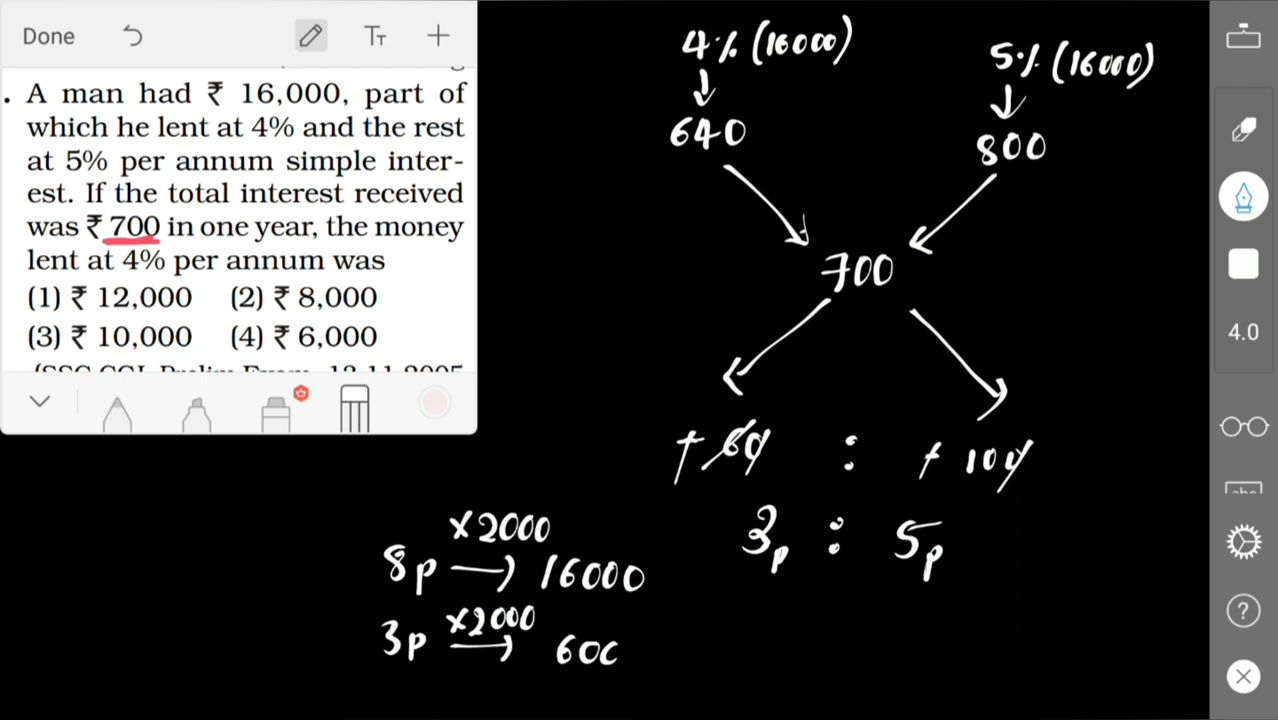 Done
Tт
. A man had ₹ 16,000, part of
which he lent at 4% and the rest
at 5% per annum simple inter-
est. If the total interest received
was ₹ 700 in one year, the money
lent at 4% per annum was
(1) ₹ 12,000 (2) ₹ 8,000
(3) ₹ 10,000 (4) ₹ 6,000
4% (16000)
5% (16000)
640
800
700
+ 60 : + 100
3p : 5p
×2000
8p → 16000
×2000
3p → 600
4.0
abc
?